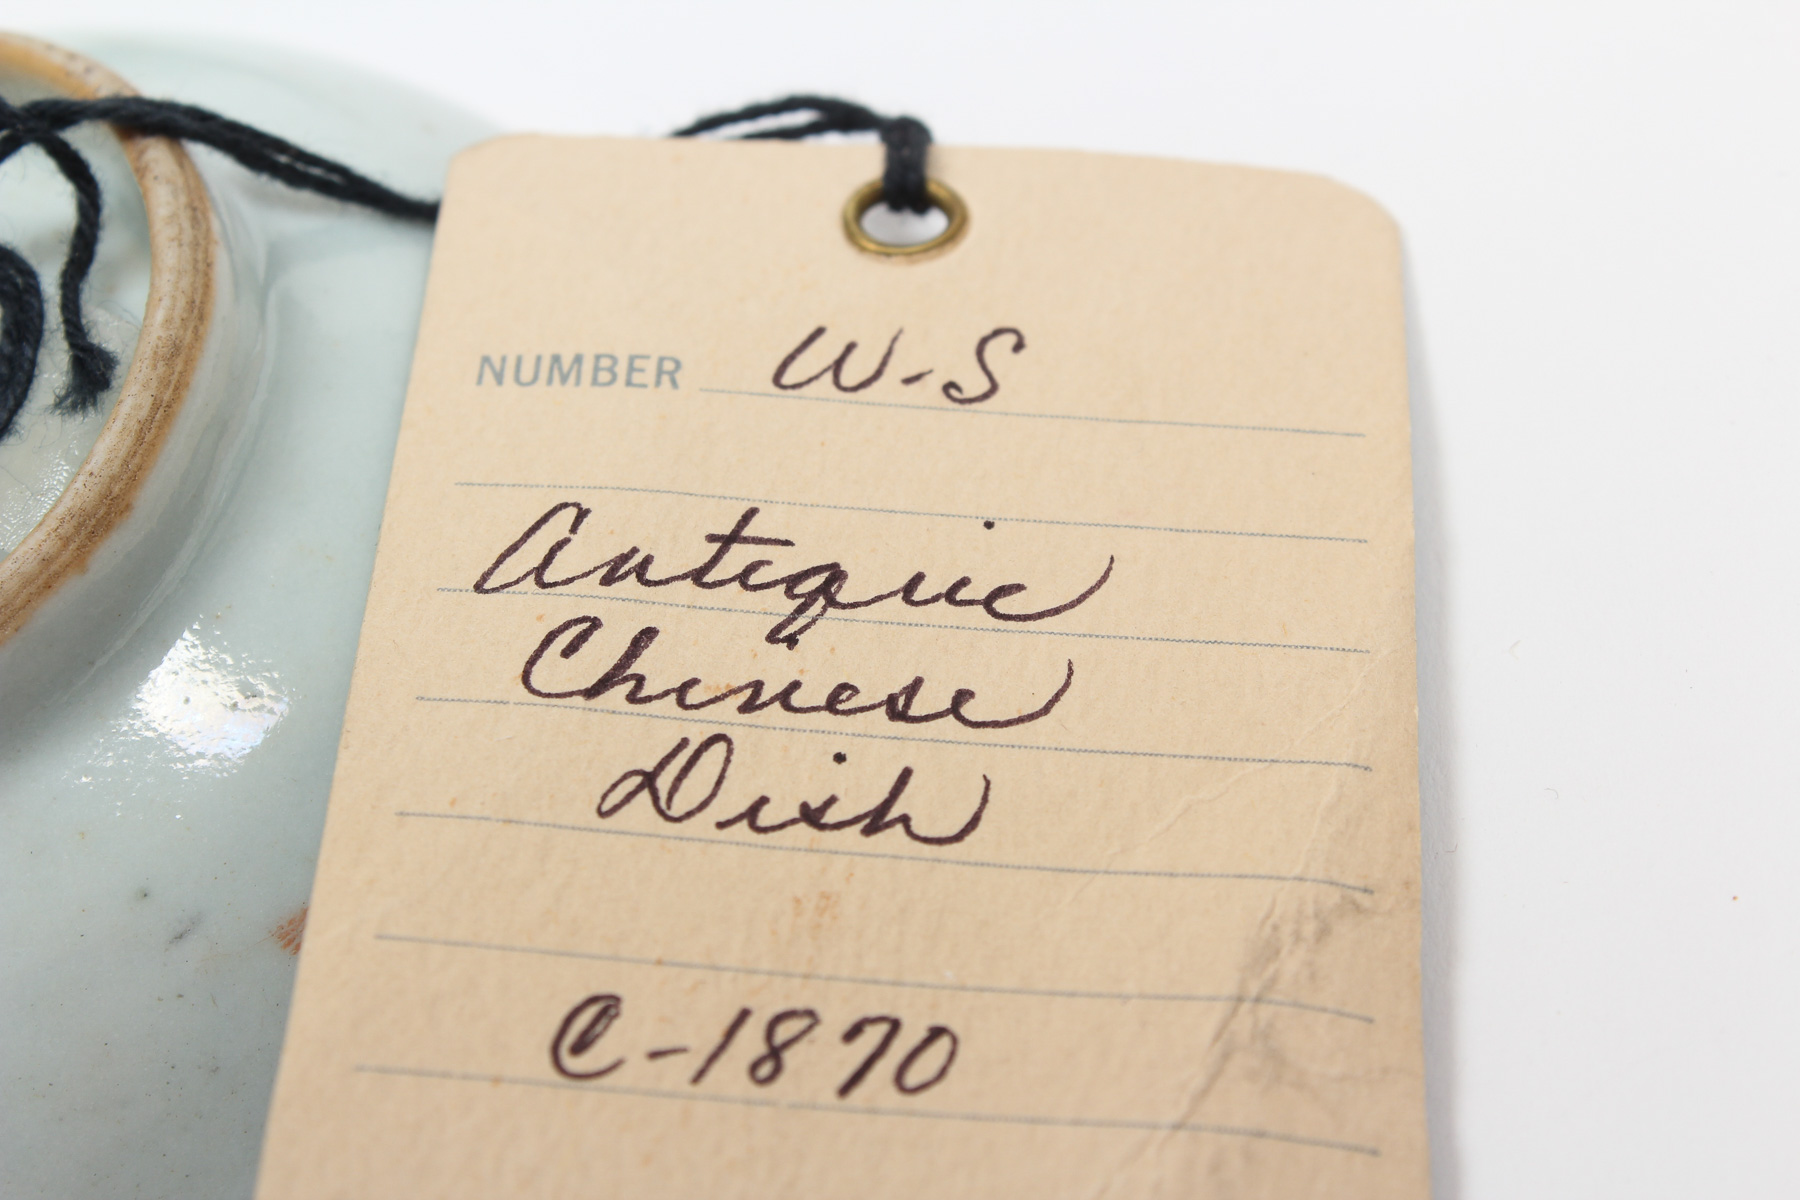 NUMBER W-S
Antique
Chinese
Dish
C-1870